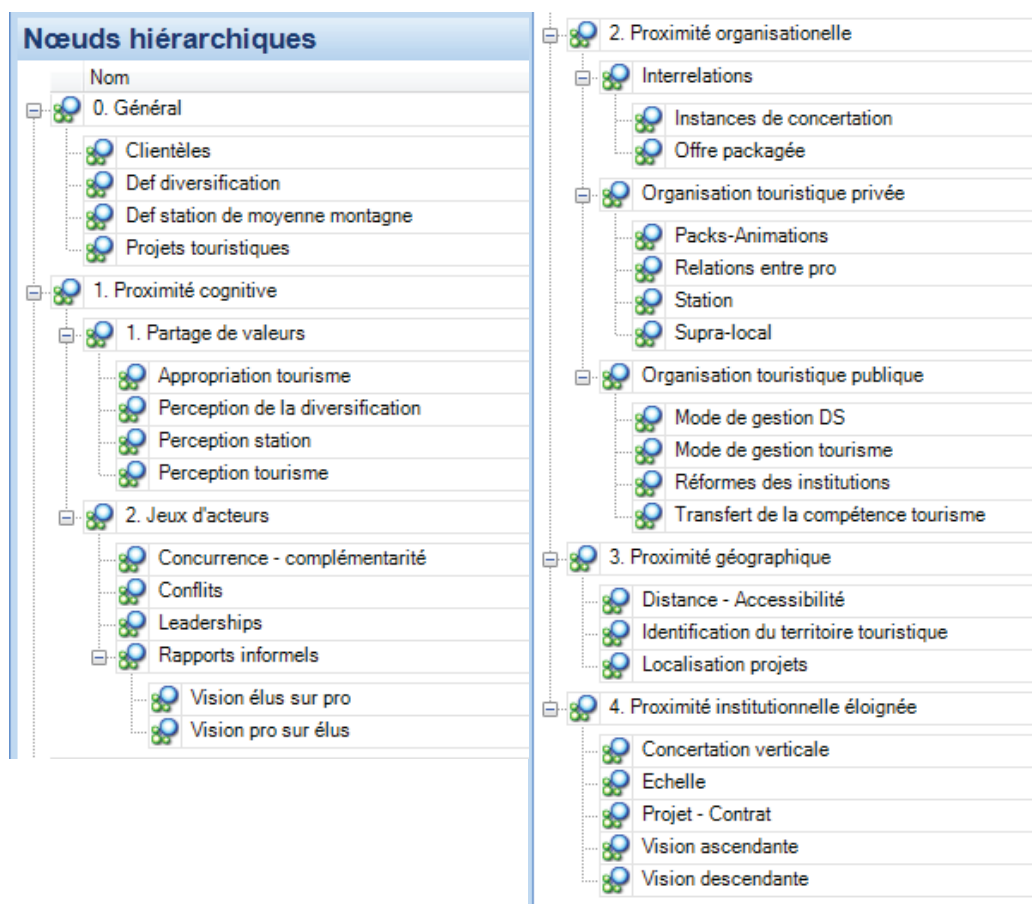 Nœuds hiérarchiques
Nom
0. Général
Clientèles
Def diversification
Def station de moyenne montagne
Projets touristiques
1. Proximité cognitive
1. Partage de valeurs
Appropriation tourisme
Perception de la diversification
Perception station
Perception tourisme
2. Jeux d'acteurs
Concurrence - complémentarité
Conflits
Leaderships
Rapports informels
Vision élus sur pro
Vision pro sur élus
2. Proximité organisationelle
Interrelations
Instances de concertation
Offre packagée
Organisation touristique privée
Packs-Animations
Relations entre pro
Station
Supra-local
Organisation touristique publique
Mode de gestion DS
Mode de gestion tourisme
Réformes des institutions
Transfert de la compétence tourisme
3. Proximité géographique
Distance - Accessibilité
Identification du territoire touristique
Localisation projets
4. Proximité institutionnelle éloignée
Concertation verticale
Echelle
Projet - Contrat
Vision ascendante
Vision descendante